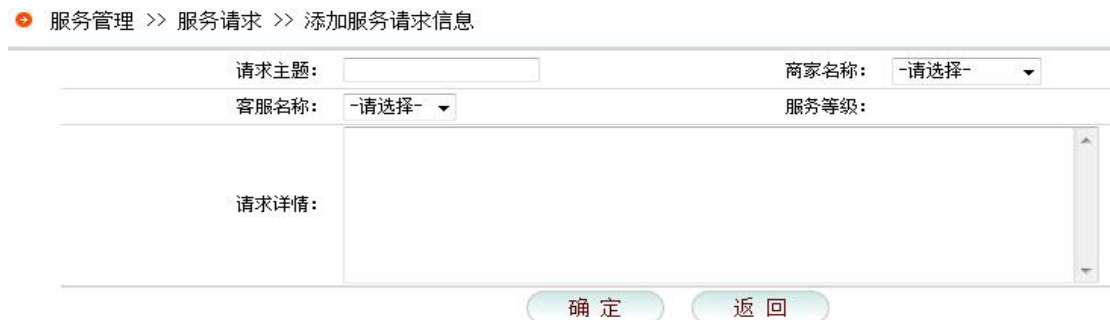 服务管理 >> 服务请求 >> 添加服务请求信息
请求主题： 商家名称： -请选择-
客服名称： -请选择- 服务等级：
请求详情：
确 定 返 回